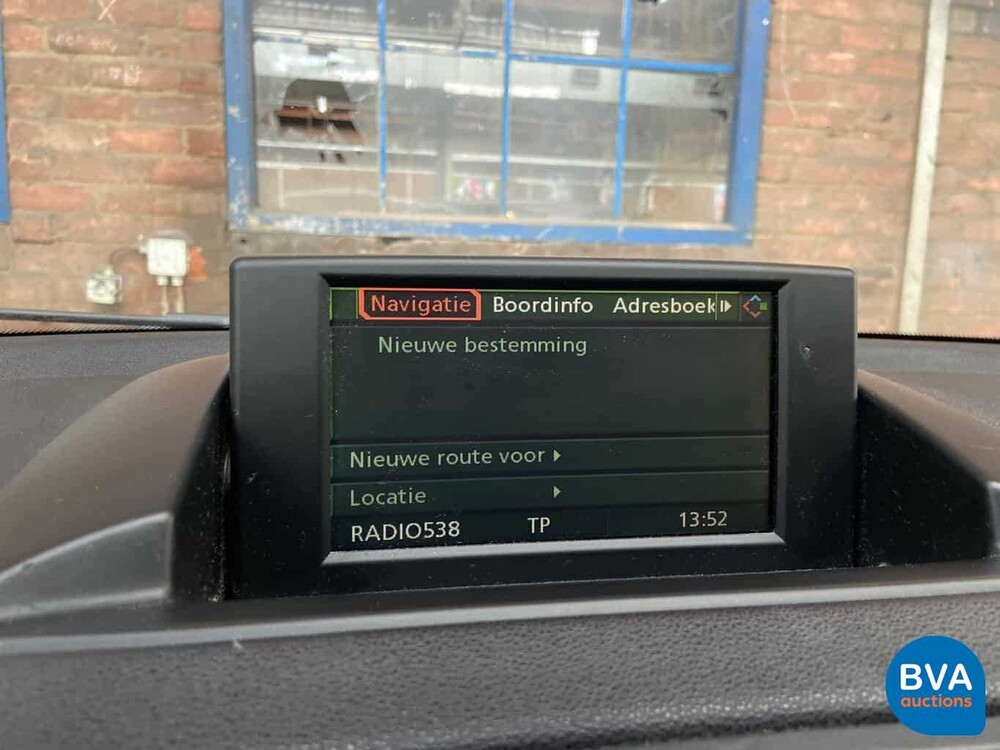 Navigatie Boordinfo Adresboek
Nieuwe bestemming
Nieuwe route voor
Locatie
RADIO538 TP 13:52
BVA
auctions